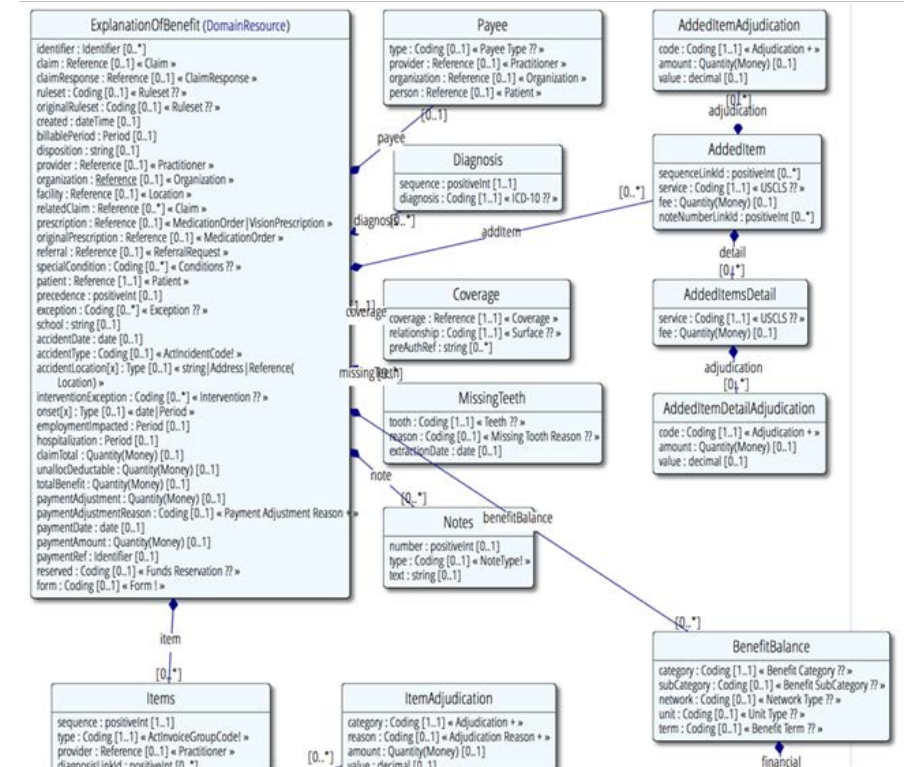 ExplanationOfBenefit (DomainResource)
identifier : Identifier [0..*]
claim : Reference [0..1] « Claim »
claimResponse : Reference [0..1] « ClaimResponse »
ruleset : Coding [0..1] « Ruleset ?? »
originalRuleset : Coding [0..1] « Ruleset ?? »
created : dateTime [0..1]
billablePeriod : Period [0..1]
disposition : string [0..1]
provider : Reference [0..1] « Practitioner »
organization : Reference [0..1] « Organization »
facility : Reference [0..1] « Location »
relatedClaim : Reference [0..*] « Claim »
prescription : Reference [0..1] « MedicationOrder|VisionPrescription »
originalPrescription : Reference [0..1] « MedicationOrder »
referral : Reference [0..1] « ReferralRequest »
specialCondition : Coding [0..*] « Conditions ?? »
patient : Reference [1..1] « Patient »
precedence : positiveInt [0..1]
exception : Coding [0..*] « Exception ?? »
school : string [0..1]
accidentDate : date [0..1]
accidentType : Coding [0..1] « ActIncidentCode! »
accidentLocation[x] : Type [0..1] « string|Address|Reference(
Location) »
interventionException : Coding [0..*] « Intervention ?? »
onset[x] : Type [0..1] « date|Period »
employmentImpacted : Period [0..1]
hospitalization : Period [0..1]
claimTotal : Quantity(Money) [0..1]
unallocDeductable : Quantity(Money) [0..1]
totalBenefit : Quantity(Money) [0..1]
paymentAdjustment : Quantity(Money) [0..1]
paymentAdjustmentReason : Coding [0..1] « Payment Adjustment Reason + »
paymentDate : date [0..1]
paymentAmount : Quantity(Money) [0..1]
paymentRef : Identifier [0..1]
reserved : Coding [0..1] « Funds Reservation ?? »
form : Coding [0..1] « Form ! »
Payee
type : Coding [0..1] « Payee Type ?? »
provider : Reference [0..1] « Practitioner »
organization : Reference [0..1] « Organization »
person : Reference [0..1] « Patient »
[0..1]
payee
Diagnosis
sequence : positiveInt [1..1]
diagnosis : Coding [1..1] « ICD-10 ?? »
diagnosis
[0..*]
[0..*]
addItem
Coverage
coverage : Reference [1..1] « Coverage »
relationship : Coding [1..1] « Surface ?? »
preAuthRef : string [0..*]
[1..1]
coverage
missingTeeth
[0..*]
MissingTeeth
tooth : Coding [1..1] « Teeth ?? »
reason : Coding [0..1] « Missing Tooth Reason ?? »
extractionDate : date [0..1]
note
[0..*]
Notes
number : positiveInt [0..1]
type : Coding [0..1] « NoteType! »
text : string [0..1]
benefitBalance
[0..*]
AddedItemAdjudication
code : Coding [1..1] « Adjudication + »
amount : Quantity(Money) [0..1]
value : decimal [0..1]
[0..*]
adjudication
AddedItem
sequenceLinkId : positiveInt [0..*]
service : Coding [1..1] « USCLS ?? »
fee : Quantity(Money) [0..1]
noteNumberLinkId : positiveInt [0..*]
detail
[0..*]
AddedItemsDetail
service : Coding [1..1] « USCLS ?? »
fee : Quantity(Money) [0..1]
adjudication
[0..*]
AddedItemDetailAdjudication
code : Coding [1..1] « Adjudication + »
amount : Quantity(Money) [0..1]
value : decimal [0..1]
BenefitBalance
category : Coding [1..1] « Benefit Category ?? »
subCategory : Coding [0..1] « Benefit SubCategory ?? »
network : Coding [0..1] « Network Type ?? »
unit : Coding [0..1] « Unit Type ?? »
term : Coding [0..1] « Benefit Term ?? »
financial
item
[0..*]
Items
sequence : positiveInt [1..1]
type : Coding [1..1] « ActInvoiceGroupCode! »
provider : Reference [0..1] « Practitioner »
diagnosisLinkId : positiveInt [0..*]
ItemAdjudication
category : Coding [1..1] « Adjudication + »
reason : Coding [0..1] « Adjudication Reason + »
amount : Quantity(Money) [0..1]
value : decimal [0..1]
[0..*]